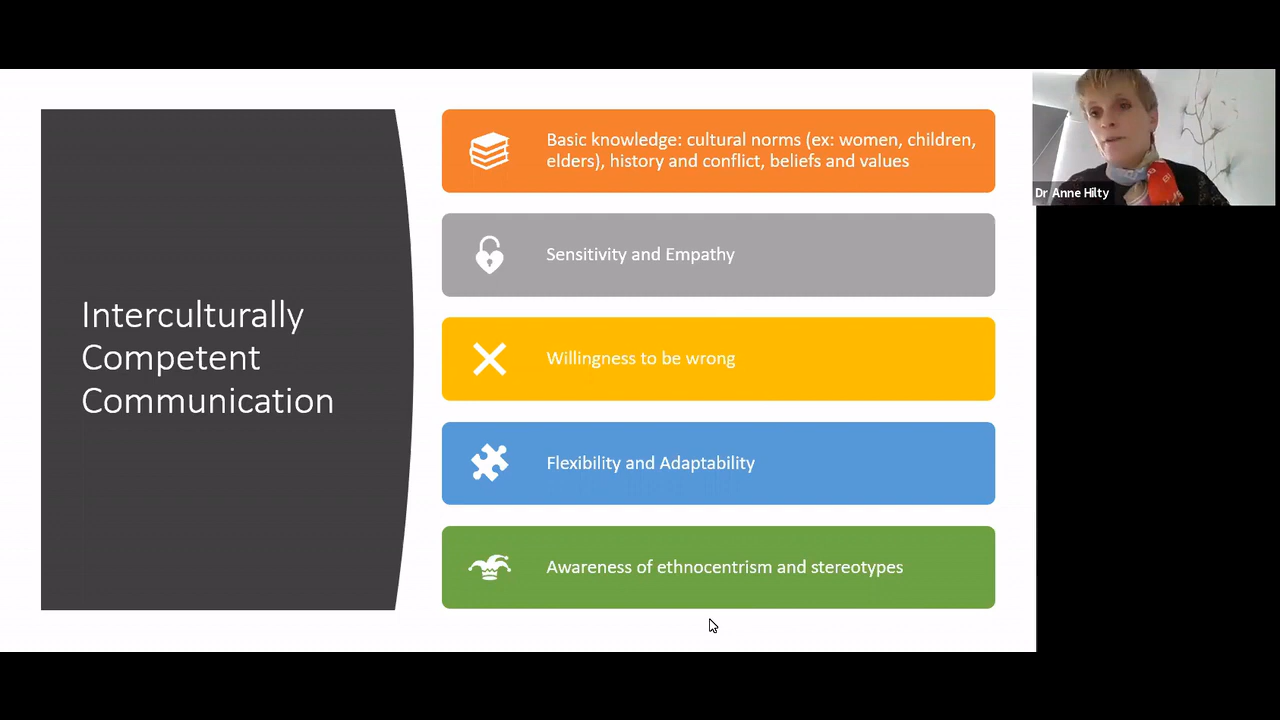 Interculturally
Competent
Communication
Basic knowledge: cultural norms (ex: women, children,
elders), history and conflict, beliefs and values
Sensitivity and Empathy
Willingness to be wrong
Flexibility and Adaptability
Awareness of ethnocentrism and stereotypes
Dr Anne Hilty